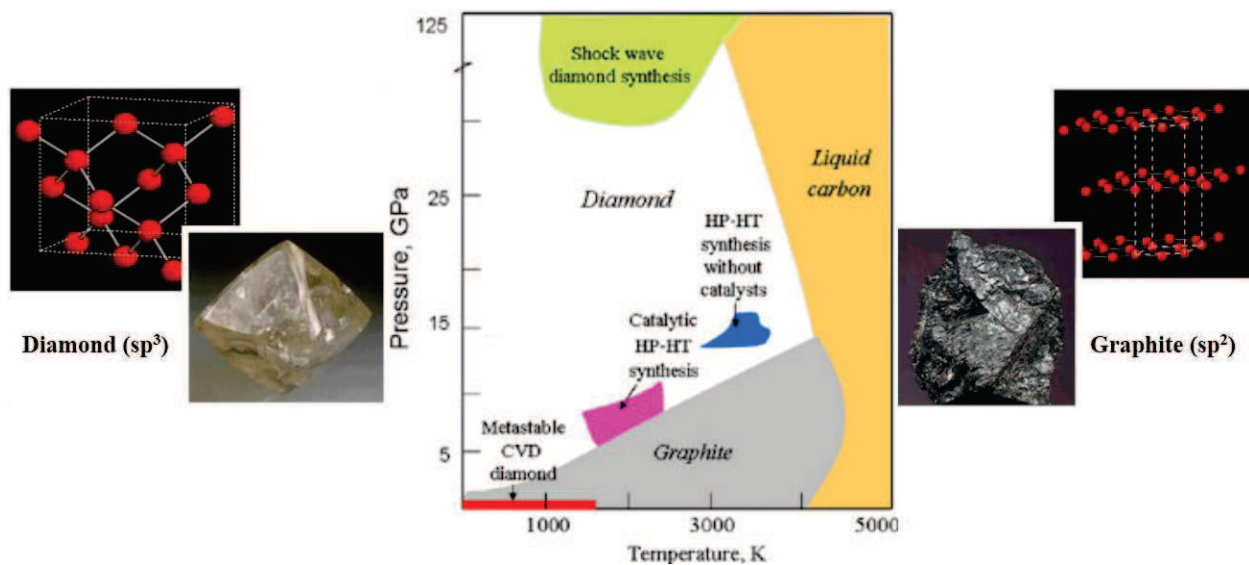 125
Shock wave
diamond synthesis
Liquid
carbon
Diamond
25
HP-HT
synthesis
without
catalysts
Pressure, GPa
15
Catalytic
HP-HT
synthesis
Diamond (sp³)
Graphite (sp²)
Metastable
CVD
diamond
Graphite
5
1000
3000
5000
Temperature, K